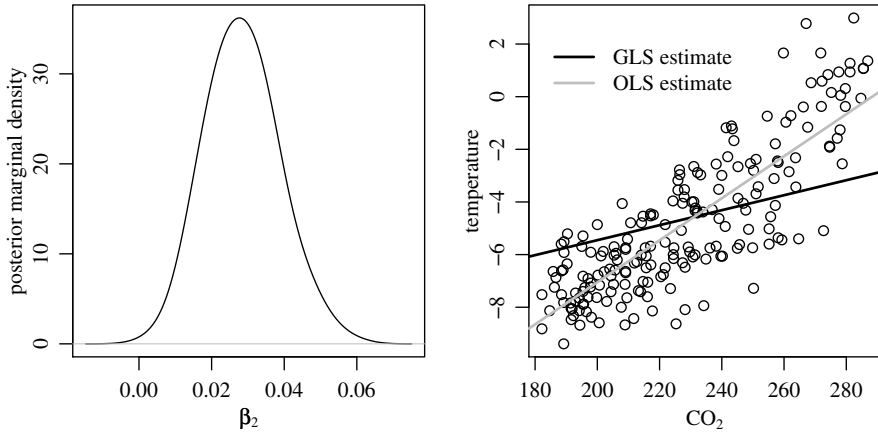 posterior marginal density
0 10 20 30
0.00 0.02 0.04 0.06
β₂
temperature
−8 −6 −4 −2 0 2
GLS estimate
OLS estimate
180 200 220 240 260 280
CO₂